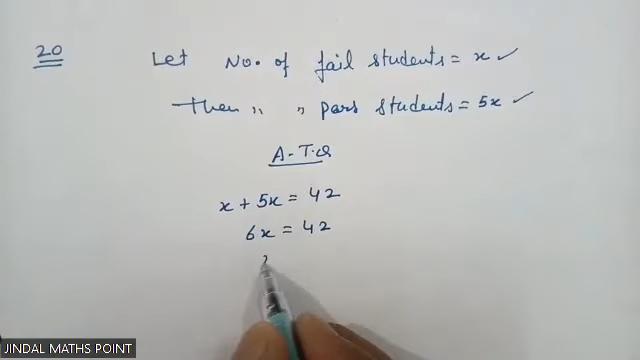 20
Let No. of fail students = x ✓
Then " " pass students = 5x ✓
A-T-Q
x + 5x = 42
6x = 42
JINDAL MATHS POINT